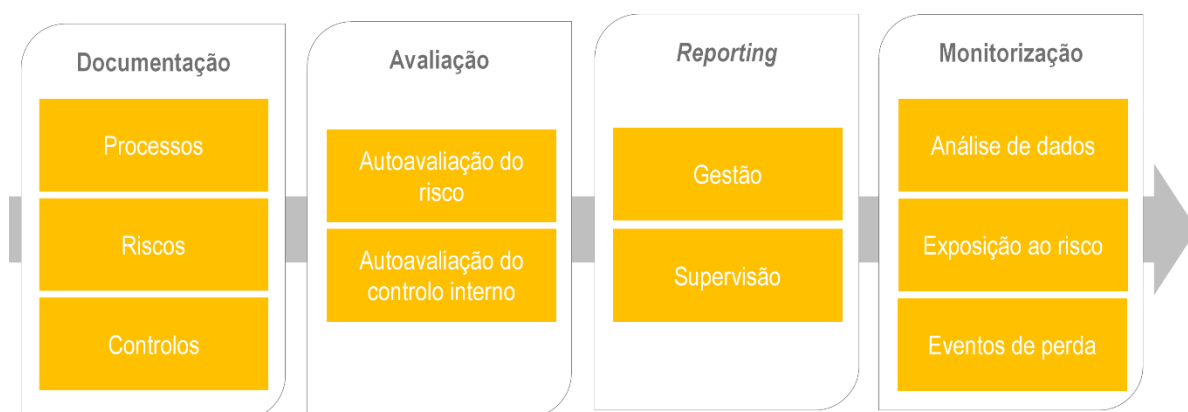 Documentação
Processos
Riscos
Controlos
Avaliação
Autoavaliação do
risco
Autoavaliação do
controlo interno
Reporting
Gestão
Supervisão
Monitorização
Análise de dados
Exposição ao risco
Eventos de perda